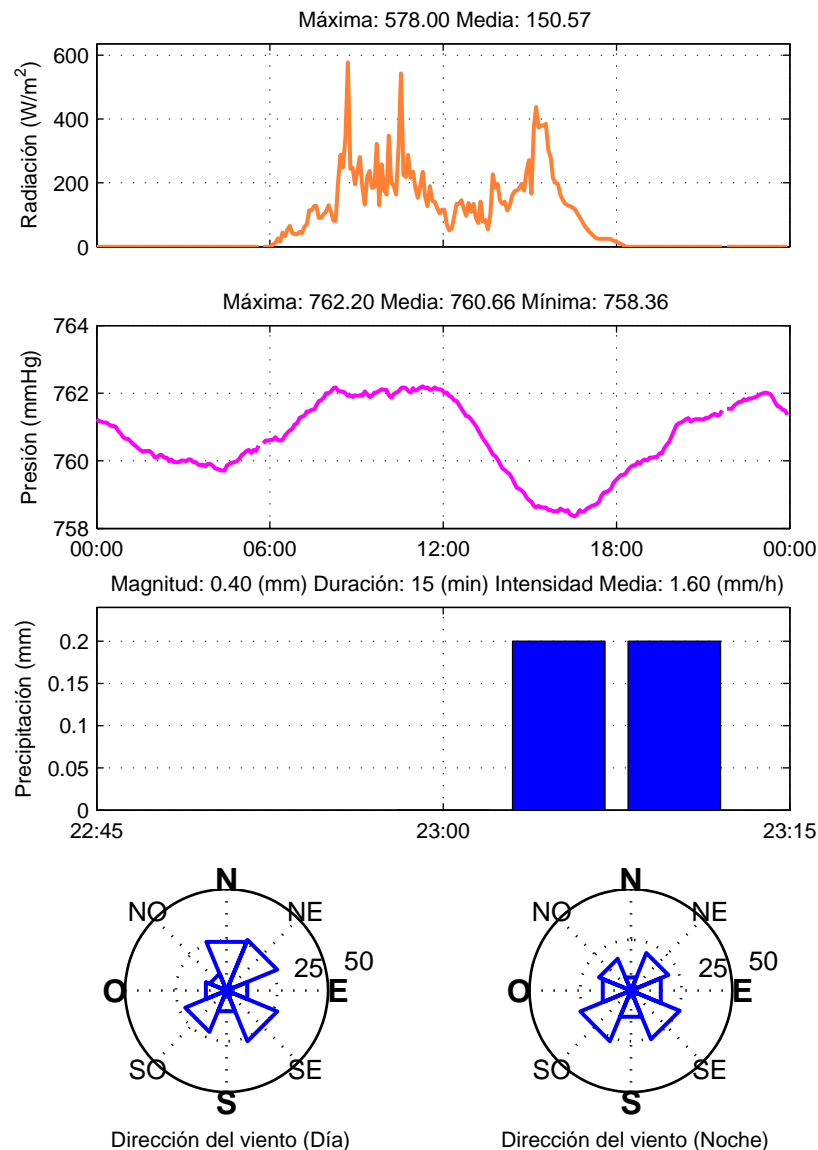 Máxima: 578.00 Media: 150.57
600
400
200
0
Radiación (W/m²)
Máxima: 762.20 Media: 760.66 Mínima: 758.36
764
762
760
758
Presión (mmHg)
00:00 06:00 12:00 18:00 00:00
Magnitud: 0.40 (mm) Duración: 15 (min) Intensidad Media: 1.60 (mm/h)
0.2
0.15
0.1
0.05
0
Precipitación (mm)
22:45 23:00 23:15
N
NO NE
25 50
O E
SO SE
S
Dirección del viento (Día)
N
NO NE
25 50
O E
SO SE
S
Dirección del viento (Noche)